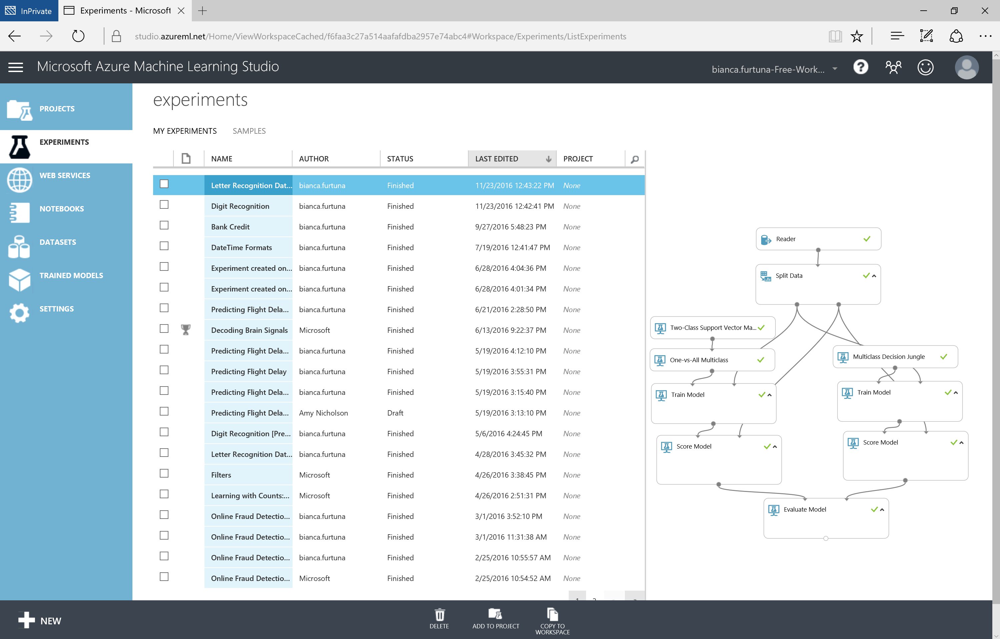 InPrivate
Experiments - Microsoft
studio.azureml.net/Home/ViewWorkspaceCached/f6faa3c27a514aafafdba2957e74abc4#Workspace/Experiments/ListExperiments
Microsoft Azure Machine Learning Studio
bianca.furtuna-Free-Work...
PROJECTS
EXPERIMENTS
WEB SERVICES
NOTEBOOKS
DATASETS
TRAINED MODELS
SETTINGS
experiments
MY EXPERIMENTS SAMPLES
NAME AUTHOR STATUS LAST EDITED PROJECT
Letter Recognition Dat... bianca.furtuna Finished 11/23/2016 12:43:22 PM None
Digit Recognition bianca.furtuna Finished 11/23/2016 12:42:41 PM None
Bank Credit bianca.furtuna Finished 9/27/2016 5:48:23 PM None
DateTime Formats bianca.furtuna Finished 7/19/2016 12:41:47 PM None
Experiment created on... bianca.furtuna Finished 6/28/2016 4:04:36 PM None
Experiment created on... bianca.furtuna Finished 6/28/2016 4:01:34 PM None
Predicting Flight Dela... bianca.furtuna Finished 6/21/2016 2:28:50 PM None
Decoding Brain Signals Microsoft Finished 6/13/2016 9:22:37 PM None
Predicting Flight Dela... bianca.furtuna Finished 5/19/2016 4:12:10 PM None
Predicting Flight Delay bianca.furtuna Finished 5/19/2016 3:55:31 PM None
Predicting Flight Dela... bianca.furtuna Finished 5/19/2016 3:15:40 PM None
Predicting Flight Dela... Amy Nicholson Draft 5/19/2016 3:13:10 PM None
Digit Recognition [Pre... bianca.furtuna Finished 5/6/2016 4:24:45 PM None
Letter Recognition Dat... bianca.furtuna Finished 4/28/2016 3:45:32 PM None
Filters Microsoft Finished 4/26/2016 3:38:45 PM None
Learning with Counts:... Microsoft Finished 4/26/2016 2:51:31 PM None
Online Fraud Detectio... bianca.furtuna Finished 3/1/2016 3:52:10 PM None
Online Fraud Detectio... bianca.furtuna Finished 3/1/2016 11:31:38 AM None
Online Fraud Detectio... bianca.furtuna Finished 2/25/2016 10:55:57 AM None
Online Fraud Detectio... Microsoft Finished 2/25/2016 10:54:52 AM None
Reader
Split Data
Two-Class Support Vector Ma...
One-vs-All Multiclass
Multiclass Decision Jungle
Train Model
Train Model
Score Model
Score Model
Evaluate Model
NEW
DELETE
ADD TO PROJECT
COPY TO
WORKSPACE